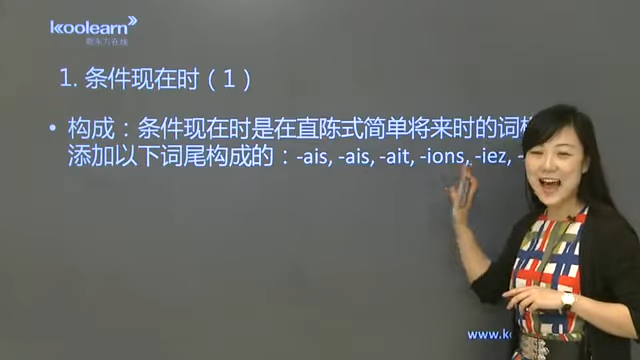 koolearn
新东方在线
1. 条件现在时（1）
• 构成：条件现在时是在直陈式简单将来时的词
添加以下词尾构成的：-ais, -ais, -ait, -ions, -iez, -
www.k